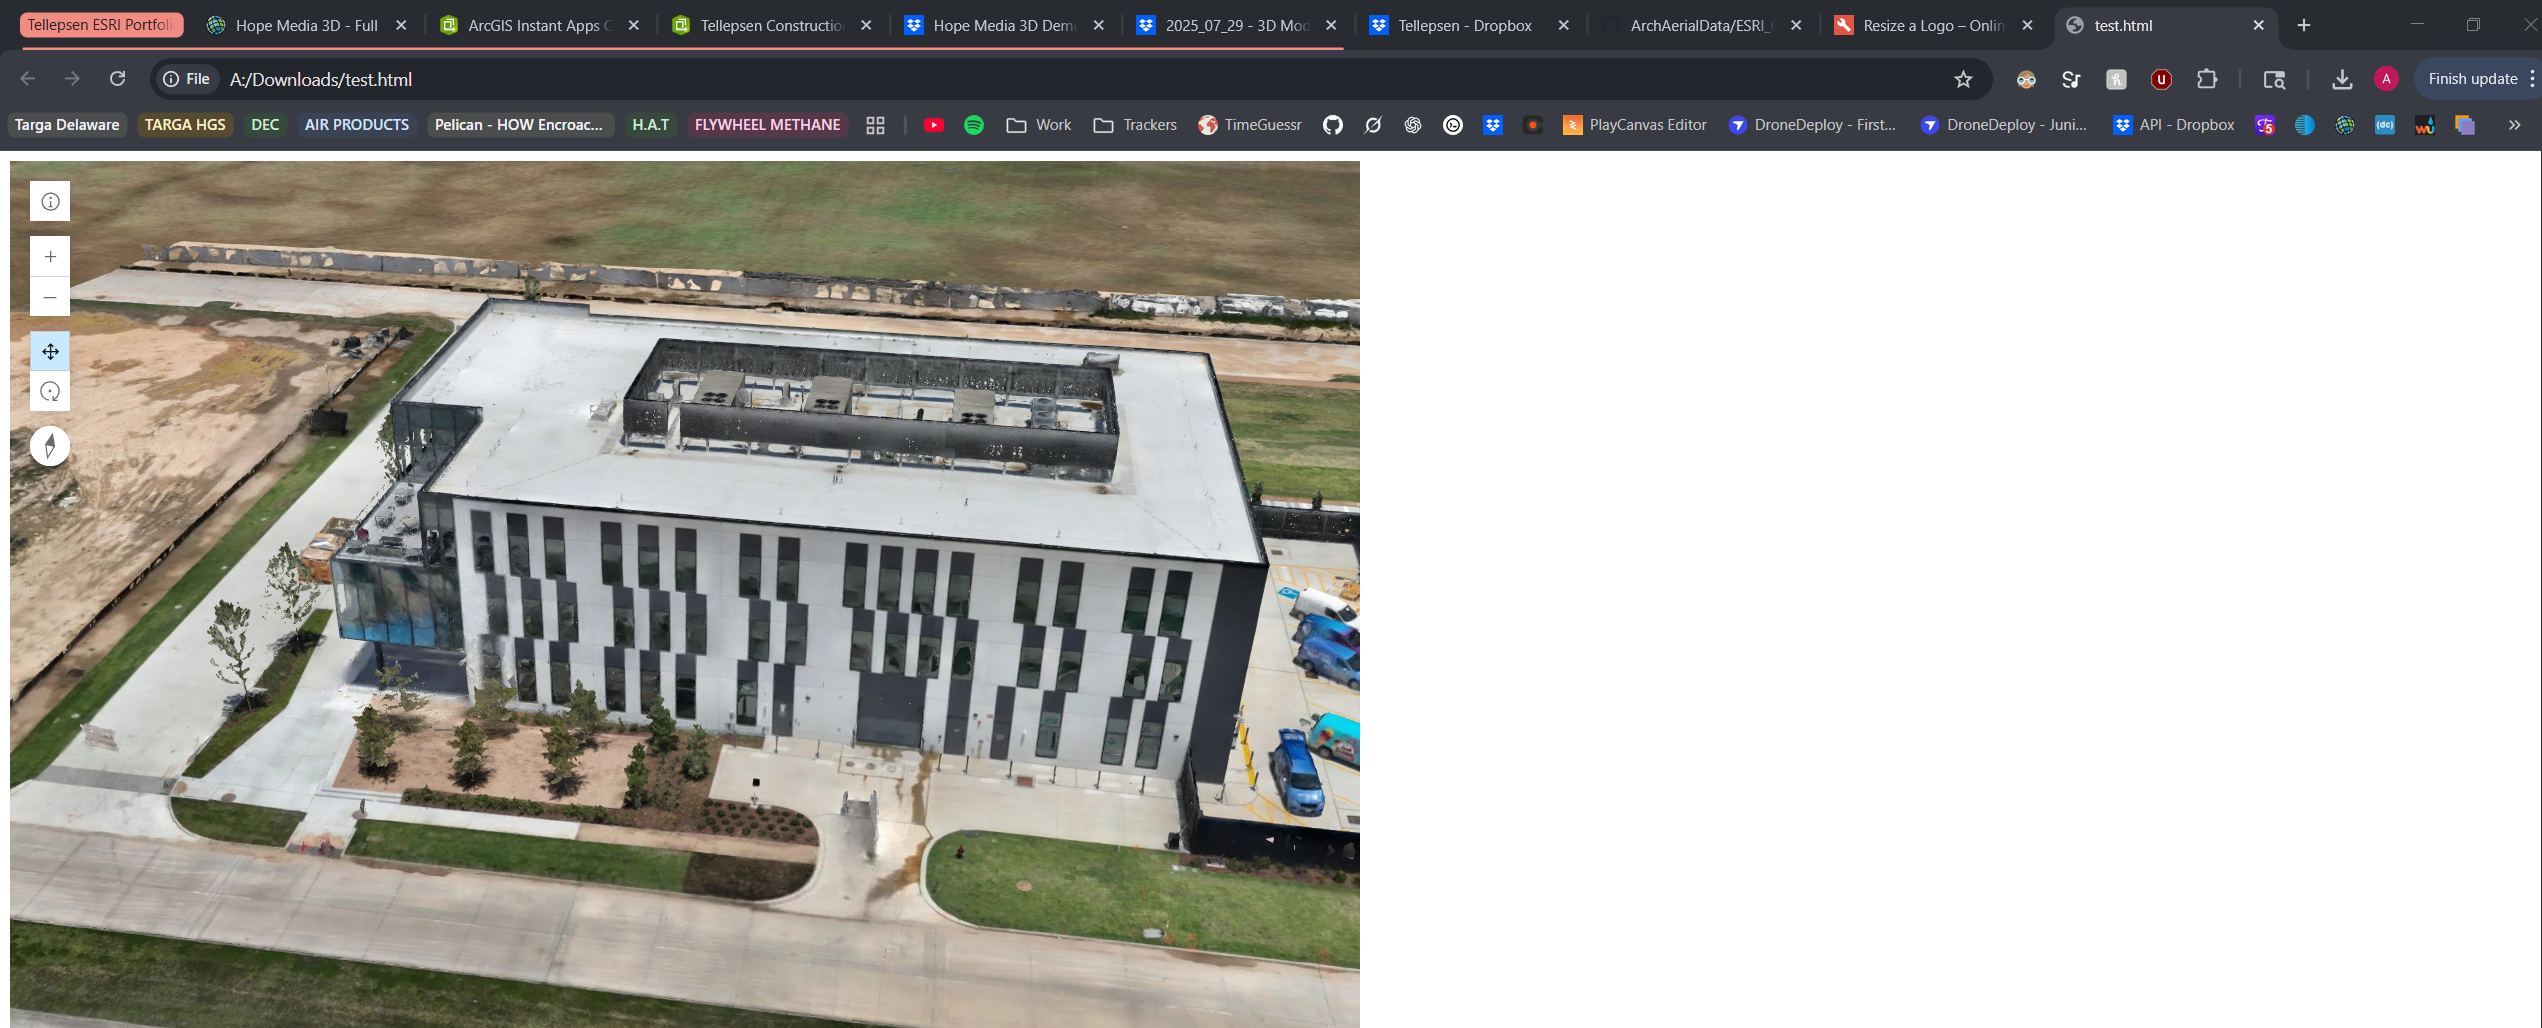 Tellepsen ESRI Portfoli
Hope Media 3D - Full
ArcGIS Instant Apps C
Tellepsen Constructio
Hope Media 3D Dem
2025_07_29 - 3D Mod
Tellepsen - Dropbox
ArchAerialData/ESRI_
Resize a Logo – Onlin
test.html
File
A:/Downloads/test.html
A
Finish update
Targa Delaware
TARGA HGS
DEC
AIR PRODUCTS
Pelican - HOW Encroac...
H.A.T
FLYWHEEL METHANE
Work
Trackers
TimeGuessr
PlayCanvas Editor
DroneDeploy - First...
DroneDeploy - Juni...
API - Dropbox